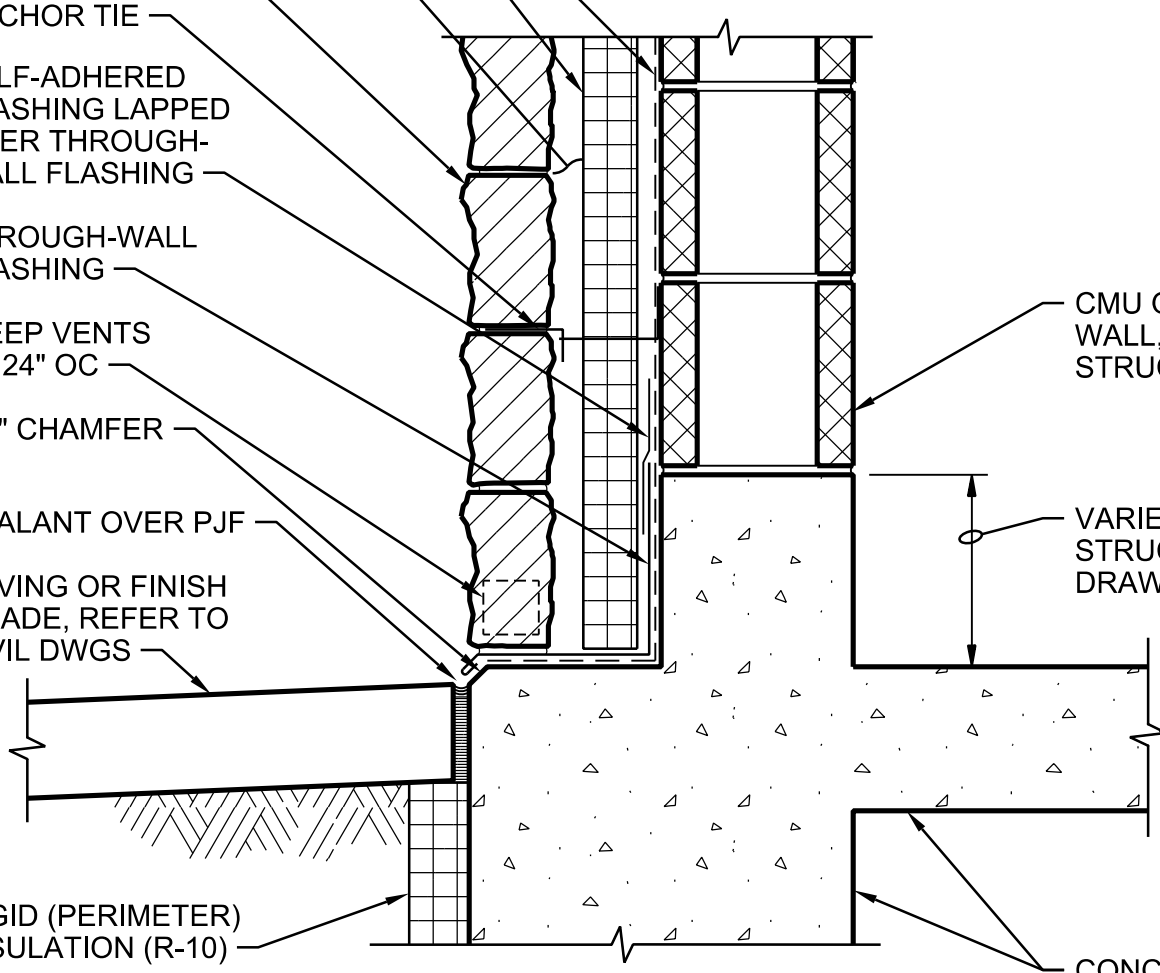 CHOR TIE
LF-ADHERED
ASHING LAPPED
ER THROUGH-
ALL FLASHING
ROUGH-WALL
ASHING
EEP VENTS
24" OC
" CHAMFER
ALANT OVER PJF
VING OR FINISH
ADE, REFER TO
VIL DWGS
GID (PERIMETER)
SULATION (R-10)
CMU
WALL,
STRUC
VARIE
STRUC
DRAW
CONC